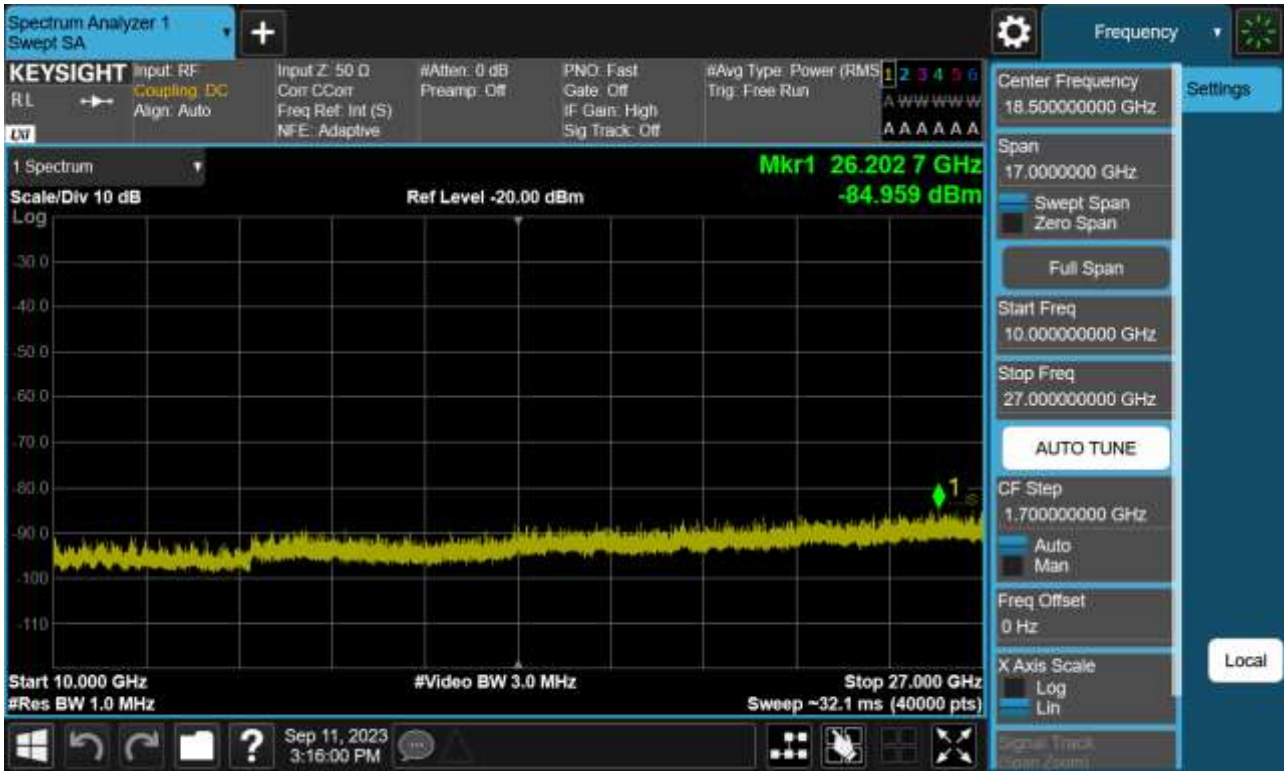 Spectrum Analyzer 1
Swept SA
+
Frequency
KEYSIGHT
RL
LXI
Input: RF
Coupling: DC
Align: Auto
Input Z: 50 Ω
Corr CCorr
Freq Ref: Int (S)
NFE: Adaptive
#Atten: 0 dB
Preamp: Off
PNO: Fast
Gate: Off
IF Gain: High
Sig Track: Off
#Avg Type: Power (RMS
Trig: Free Run
1 2 3 4 5 6
A W W W W W
A A A A A A
1 Spectrum
Mkr1 26.202 7 GHz
Scale/Div 10 dB
Ref Level -20.00 dBm
-84.959 dBm
Log
-30.0
-40.0
-50.0
-60.0
-70.0
-80.0
1
-90.0
-100
-110
Start 10.000 GHz
#Video BW 3.0 MHz
Stop 27.000 GHz
#Res BW 1.0 MHz
Sweep ~32.1 ms (40000 pts)
Center Frequency
18.500000000 GHz
Settings
Span
17.0000000 GHz
Swept Span
Zero Span
Full Span
Start Freq
10.000000000 GHz
Stop Freq
27.000000000 GHz
AUTO TUNE
CF Step
1.700000000 GHz
Auto
Man
Freq Offset
0 Hz
X Axis Scale
Log
Lin
Local
Signal Track
(Span Zoom)
?
Sep 11, 2023
3:16:00 PM